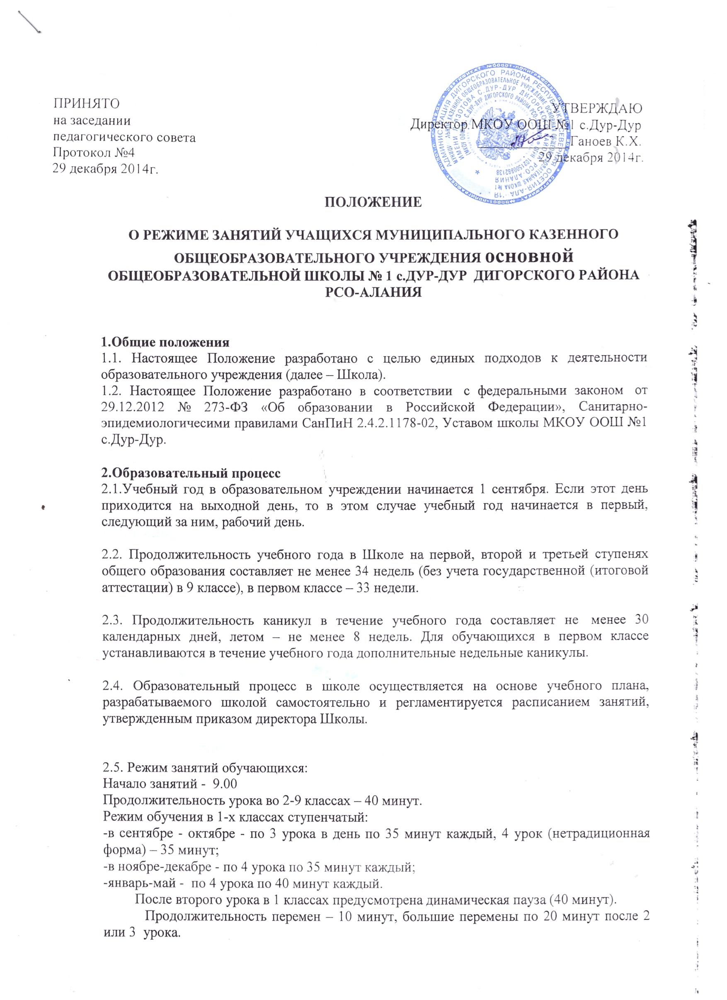 ПРИНЯТО
на заседании
педагогического совета
Протокол №4
29 декабря 2014г.
УТВЕРЖДАЮ
Директор МКОУ ООШ №1 с.Дур-Дур
Ганоев К.Х.
29 декабря 2014г.
ПОЛОЖЕНИЕ
О РЕЖИМЕ ЗАНЯТИЙ УЧАЩИХСЯ МУНИЦИПАЛЬНОГО КАЗЕННОГО
ОБЩЕОБРАЗОВАТЕЛЬНОГО УЧРЕЖДЕНИЯ ОСНОВНОЙ
ОБЩЕОБРАЗОВАТЕЛЬНОЙ ШКОЛЫ № 1 с.ДУР-ДУР ДИГОРСКОГО РАЙОНА
РСО-АЛАНИЯ
1.Общие положения
1.1. Настоящее Положение разработано с целью единых подходов к деятельности
образовательного учреждения (далее – Школа).
1.2. Настоящее Положение разработано в соответствии с федеральными законом от
29.12.2012 № 273-ФЗ «Об образовании в Российской Федерации», Санитарно-
эпидемиологичесими правилами СанПиН 2.4.2.1178-02, Уставом школы МКОУ ООШ №1
с.Дур-Дур.
2.Образовательный процесс
2.1.Учебный год в образовательном учреждении начинается 1 сентября. Если этот день
приходится на выходной день, то в этом случае учебный год начинается в первый,
следующий за ним, рабочий день.
2.2. Продолжительность учебного года в Школе на первой, второй и третьей ступенях
общего образования составляет не менее 34 недель (без учета государственной (итоговой
аттестации) в 9 классе), в первом классе – 33 недели.
2.3. Продолжительность каникул в течение учебного года составляет не менее 30
календарных дней, летом – не менее 8 недель. Для обучающихся в первом классе
устанавливаются в течение учебного года дополнительные недельные каникулы.
2.4. Образовательный процесс в школе осуществляется на основе учебного плана,
разрабатываемого школой самостоятельно и регламентируется расписанием занятий,
утвержденным приказом директора Школы.
2.5. Режим занятий обучающихся:
Начало занятий - 9.00
Продолжительность урока во 2-9 классах – 40 минут.
Режим обучения в 1-х классах ступенчатый:
-в сентябре - октябре - по 3 урока в день по 35 минут каждый, 4 урок (нетрадиционная
форма) – 35 минут;
-в ноябре-декабре - по 4 урока по 35 минут каждый;
-январь-май - по 4 урока по 40 минут каждый.
После второго урока в 1 классах предусмотрена динамическая пауза (40 минут).
Продолжительность перемен – 10 минут, большие перемены по 20 минут после 2
или 3 урока.